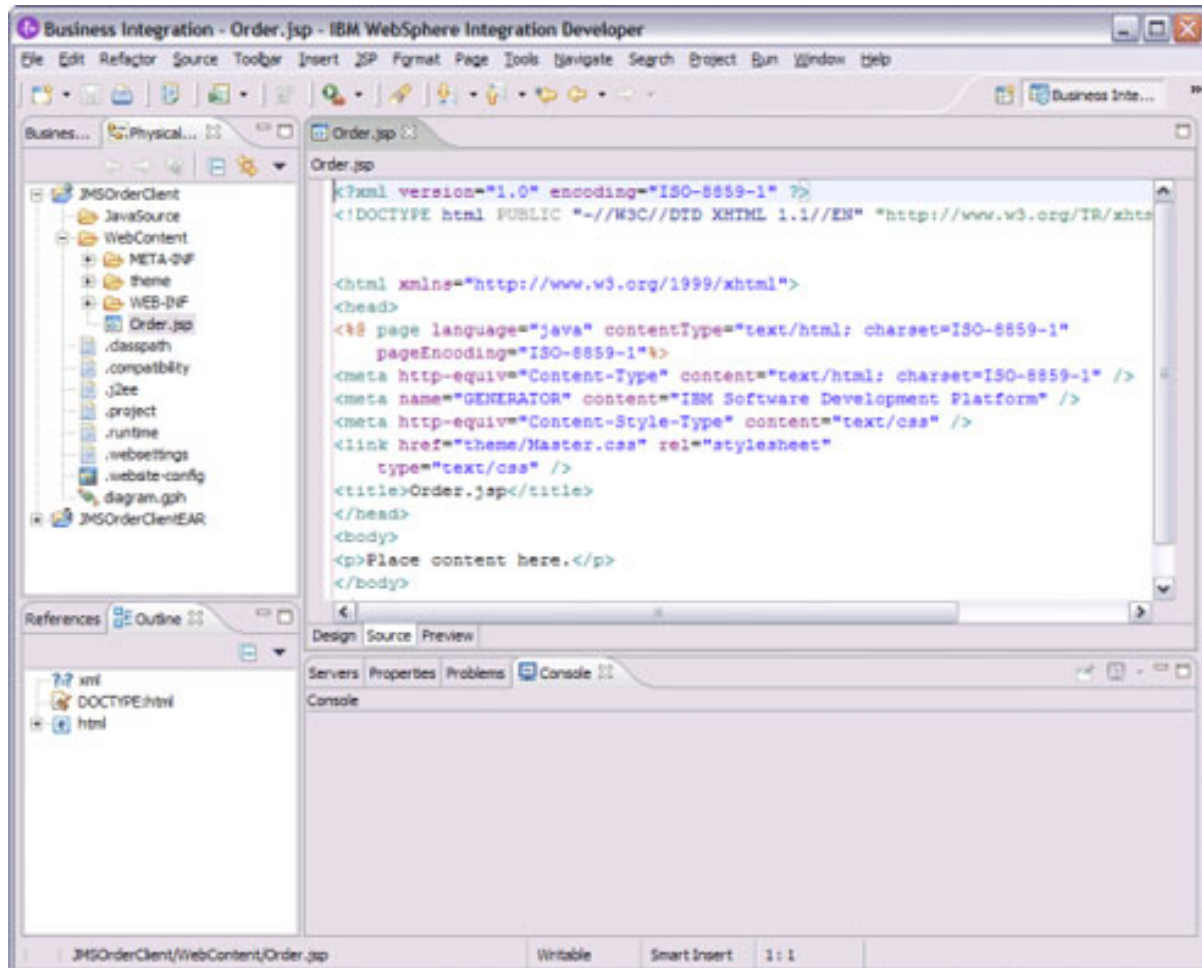 Business Integration - Order.jsp - IBM WebSphere Integration Developer
File Edit Refactor Source Toolbar Insert JSP Format Page Tools Navigate Search Project Run Window Help
Business Inte...
Busines... Physical...
Order.jsp
Order.jsp
JMSOrderClient
JavaSource
WebContent
META-INF
theme
WEB-INF
Order.jsp
.classpath
.compatibility
.j2ee
.project
.runtime
.websettings
.website-config
diagram.gph
JMSOrderClientEAR
<?xml version="1.0" encoding="ISO-8859-1" ?>
<!DOCTYPE html PUBLIC "-//W3C//DTD XHTML 1.1//EN" "http://www.w3.org/TR/xhtm
<html xmlns="http://www.w3.org/1999/xhtml">
<head>
<%@ page language="java" contentType="text/html; charset=ISO-8859-1"
pageEncoding="ISO-8859-1"%>
<meta http-equiv="Content-Type" content="text/html; charset=ISO-8859-1" />
<meta name="GENERATOR" content="IBM Software Development Platform" />
<meta http-equiv="Content-Style-Type" content="text/css" />
<link href="theme/Master.css" rel="stylesheet"
type="text/css" />
<title>Order.jsp</title>
</head>
<body>
<p>Place content here.</p>
</body>
Design Source Preview
References Outline
?-? xml
DOCTYPE:html
html
Servers Properties Problems Console
Console
JMSOrderClient/WebContent/Order.jsp Writable Smart Insert 1 : 1